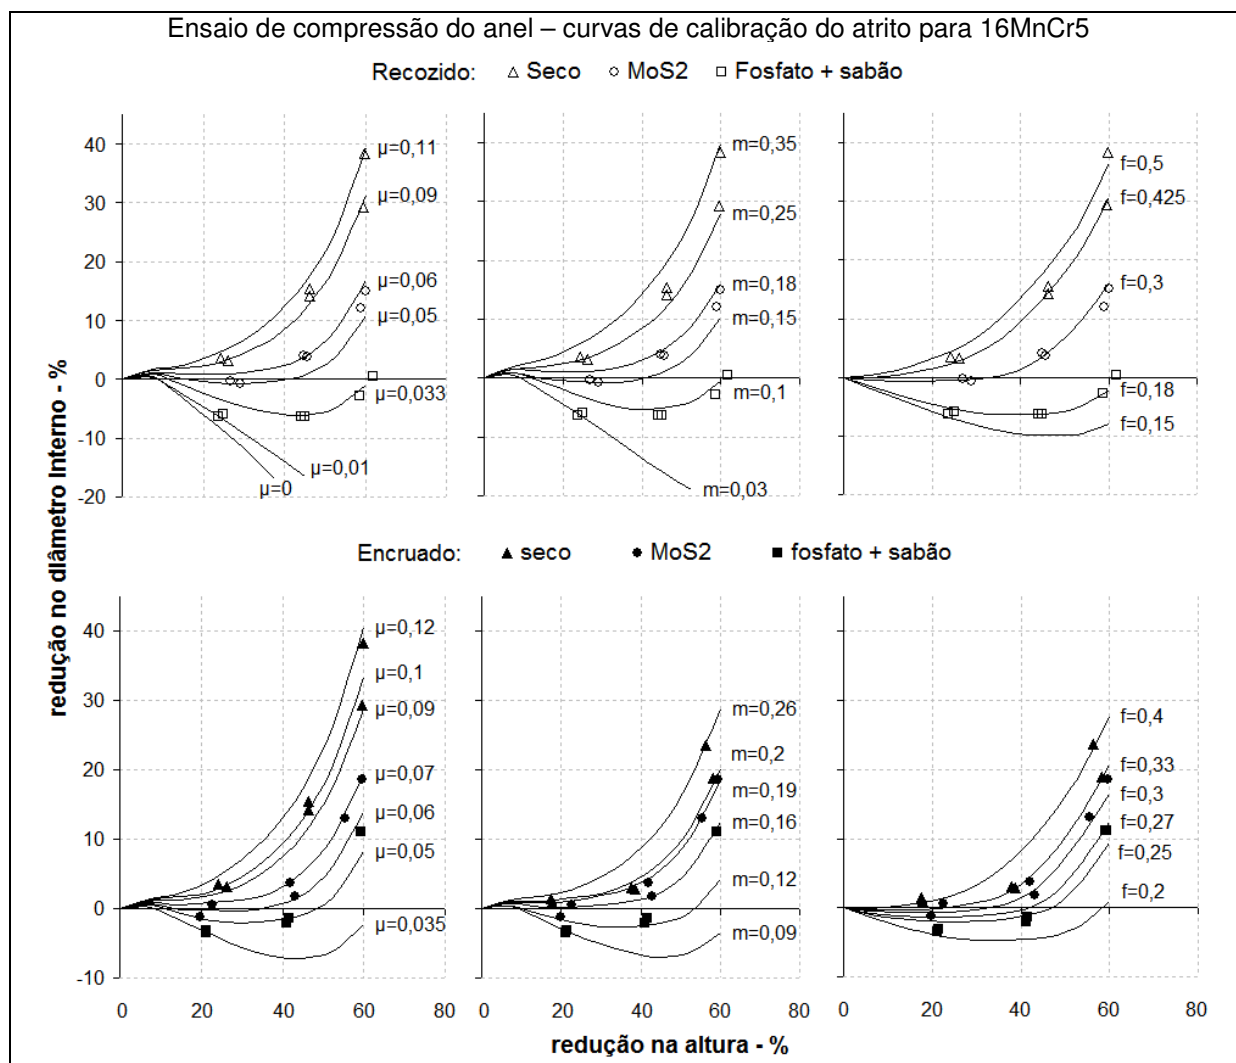 Ensaio de compressão do anel – curvas de calibração do atrito para 16MnCr5
Recozido: Seco MoS2 Fosfato + sabão
redução no diâmetro Interno - %
40
30
20
10
0
-10
-20
μ=0,11
μ=0,09
μ=0,06
μ=0,05
μ=0,033
μ=0,01
μ=0
m=0,35
m=0,25
m=0,18
m=0,15
m=0,1
m=0,03
f=0,5
f=0,425
f=0,3
f=0,18
f=0,15
Encruado: seco MoS2 fosfato + sabão
40
30
20
10
0
-10
μ=0,12
μ=0,1
μ=0,09
μ=0,07
μ=0,06
μ=0,05
μ=0,035
m=0,26
m=0,2
m=0,19
m=0,16
m=0,12
m=0,09
f=0,4
f=0,33
f=0,3
f=0,27
f=0,25
f=0,2
0 20 40 60 80 0 20 40 60 80 0 20 40 60 80
redução na altura - %